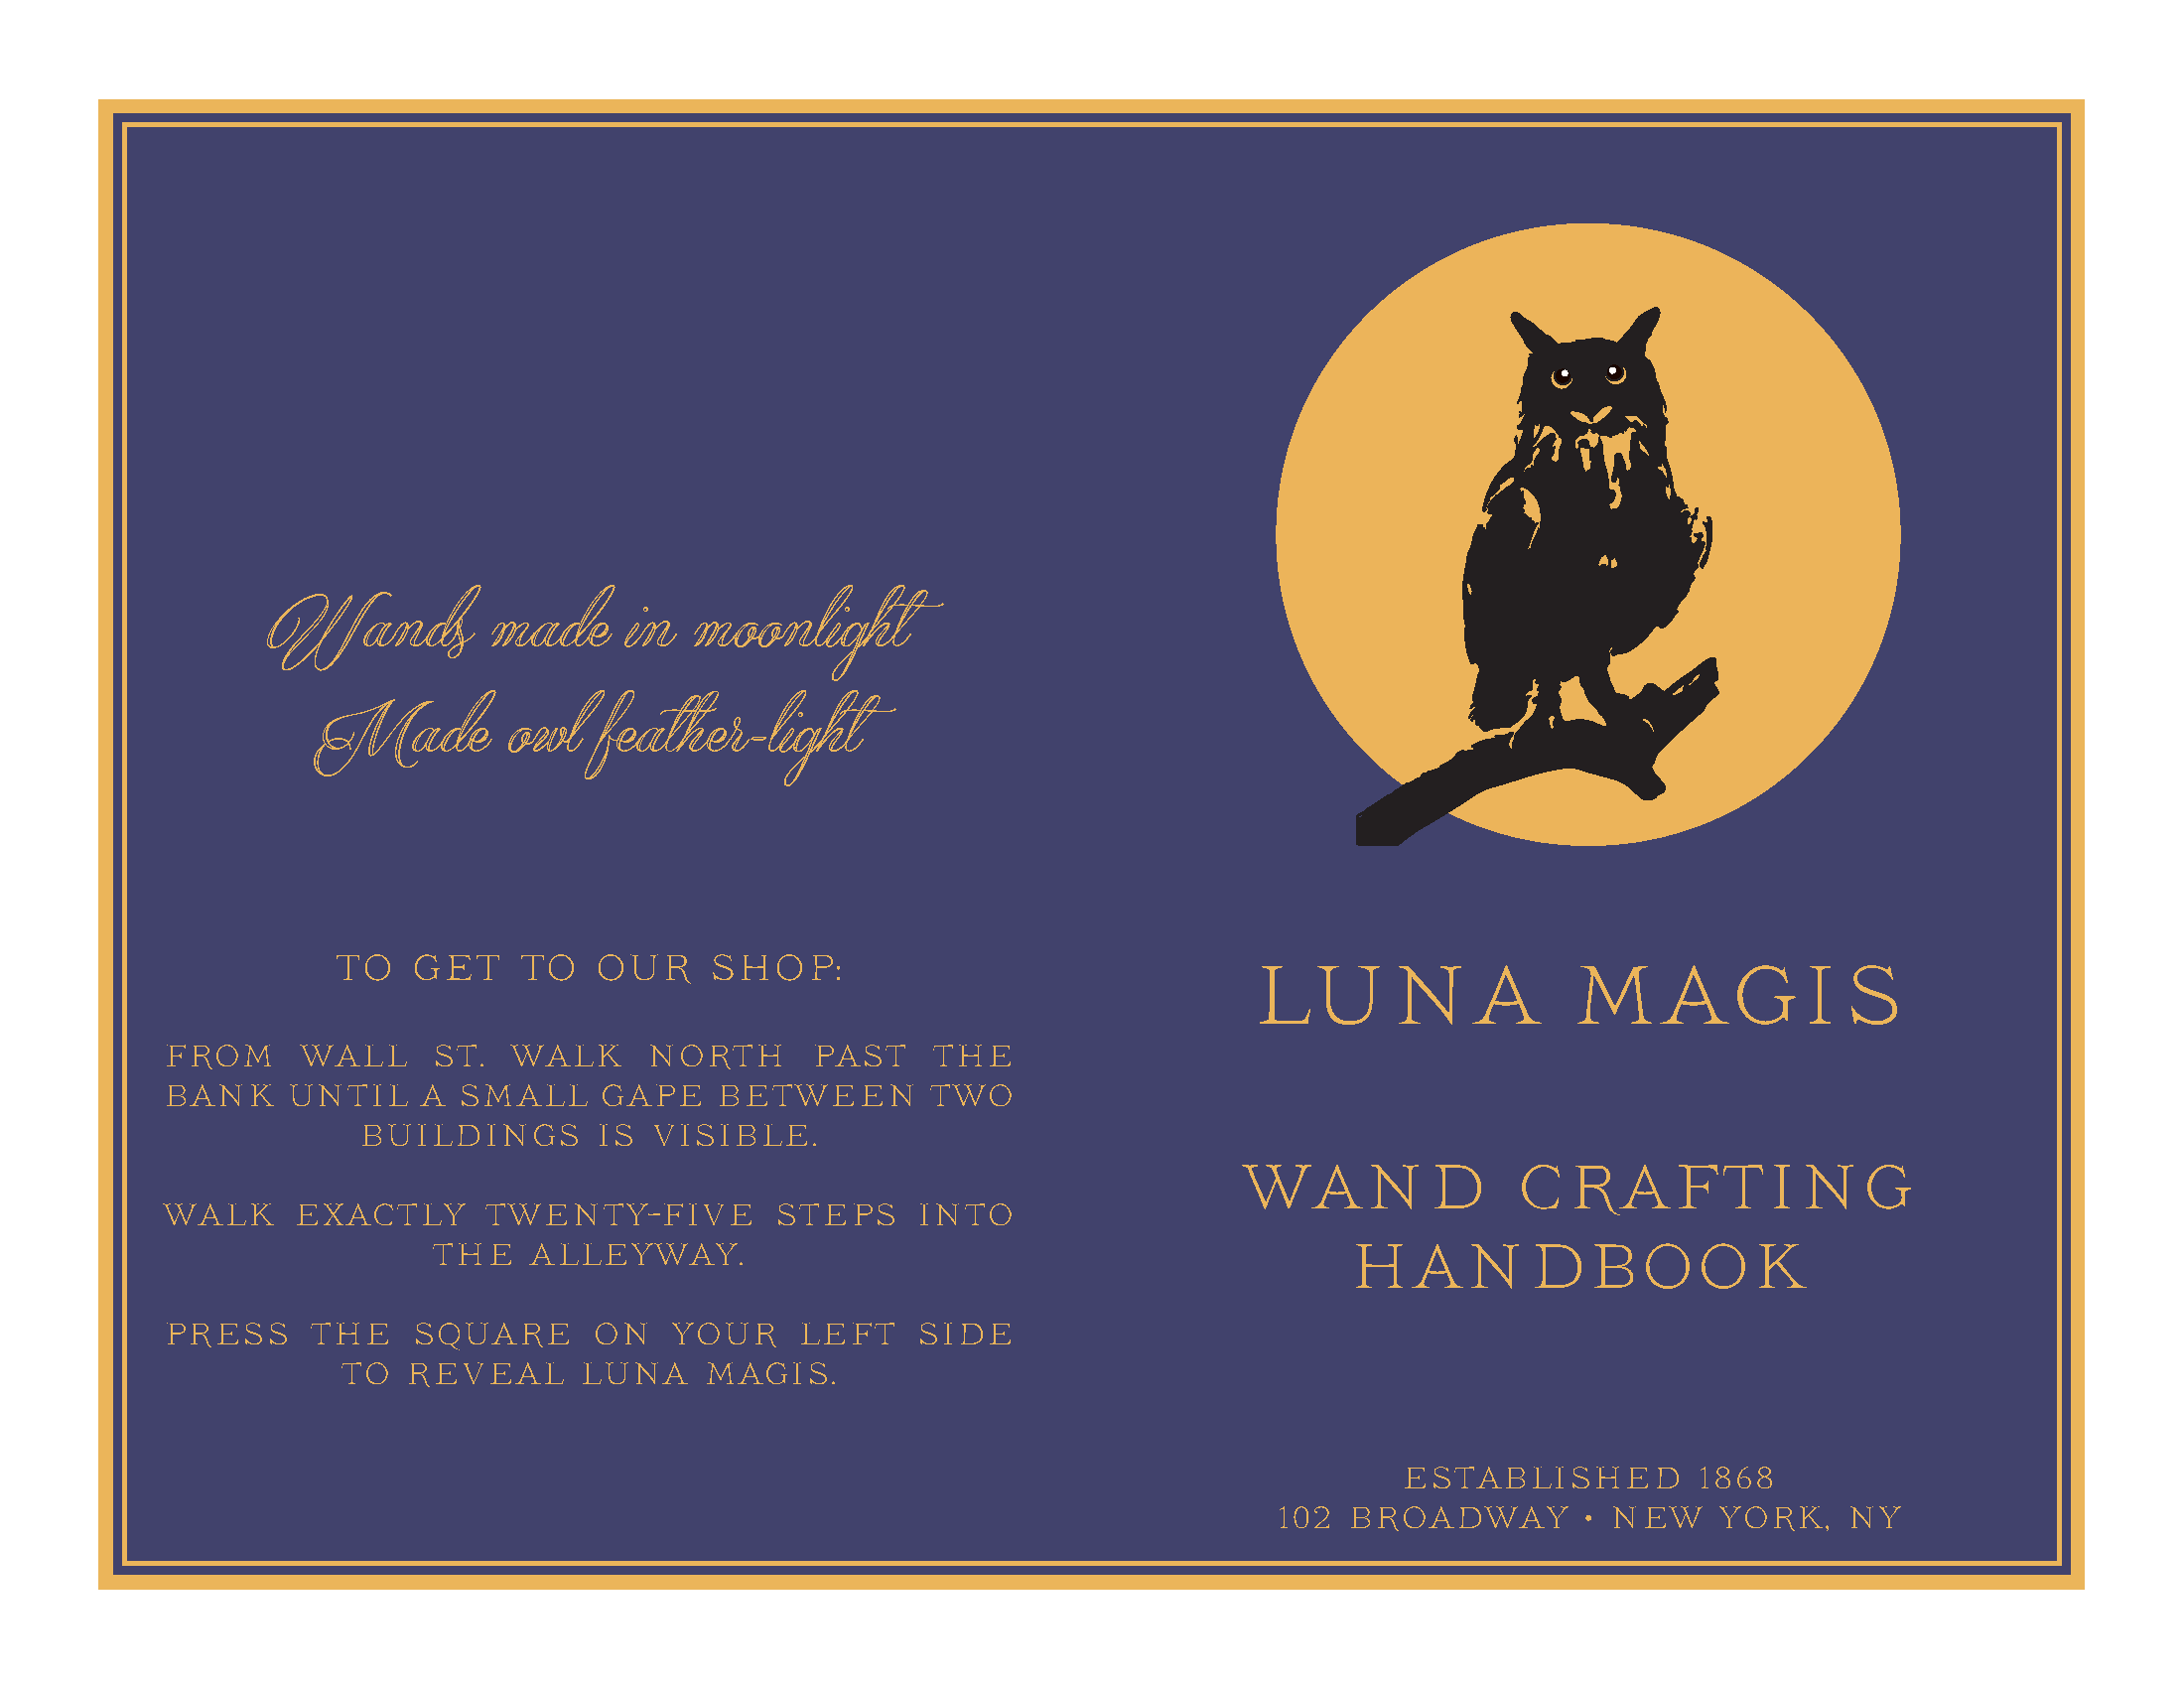 Wands made in moonlight
Made owl feather-light
TO GET TO OUR SHOP:
FROM WALL ST. WALK NORTH PAST THE
BANK UNTIL A SMALL GAPE BETWEEN TWO
BUILDINGS IS VISIBLE.
WALK EXACTLY TWENTY-FIVE STEPS INTO
THE ALLEYWAY.
PRESS THE SQUARE ON YOUR LEFT SIDE
TO REVEAL LUNA MAGIS.
LUNA MAGIS
WAND CRAFTING
HANDBOOK
ESTABLISHED 1868
102 BROADWAY • NEW YORK, NY